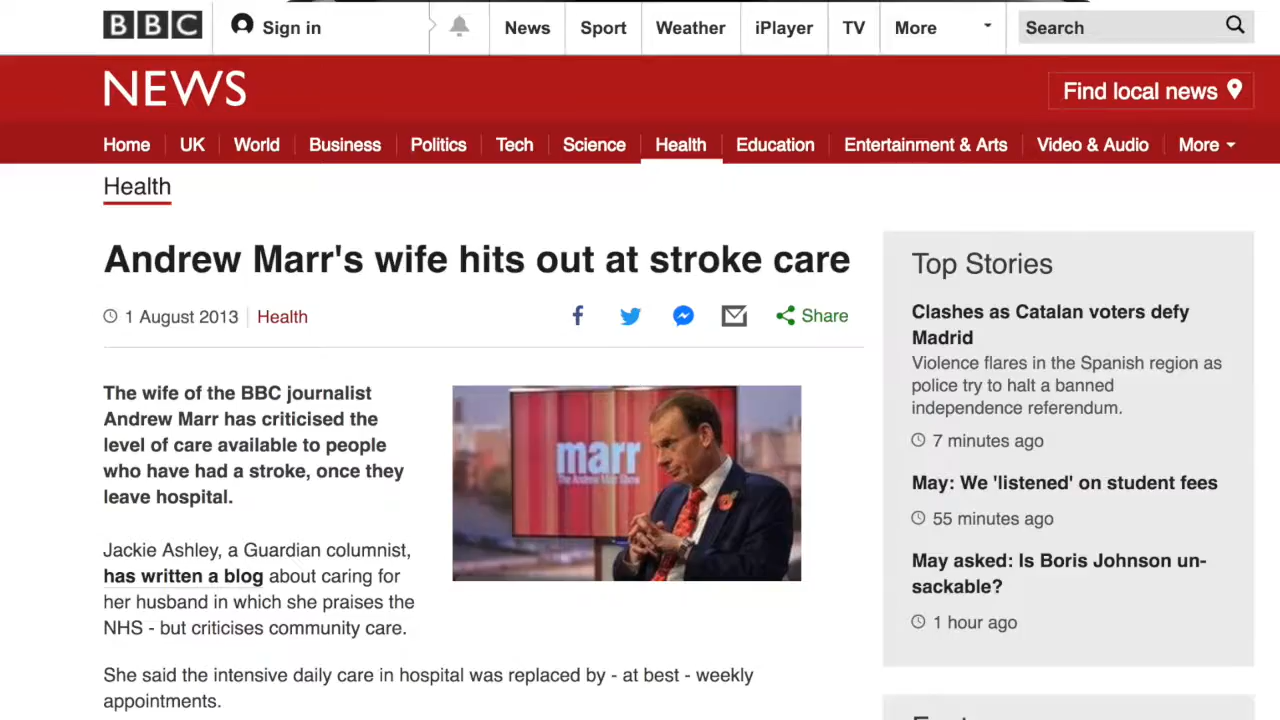 BBC
Sign in
News
Sport
Weather
iPlayer
TV
More
Search
NEWS
Find local news
Home
UK
World
Business
Politics
Tech
Science
Health
Education
Entertainment & Arts
Video & Audio
More
Health
Andrew Marr's wife hits out at stroke care
1 August 2013
Health
Share
The wife of the BBC journalist
Andrew Marr has criticised the
level of care available to people
who have had a stroke, once they
leave hospital.
marr
The Andrew Marr Show
Jackie Ashley, a Guardian columnist,
has written a blog about caring for
her husband in which she praises the
NHS - but criticises community care.
She said the intensive daily care in hospital was replaced by - at best - weekly
appointments.
Top Stories
Clashes as Catalan voters defy
Madrid
Violence flares in the Spanish region as
police try to halt a banned
independence referendum.
7 minutes ago
May: We 'listened' on student fees
55 minutes ago
May asked: Is Boris Johnson un-
sackable?
1 hour ago